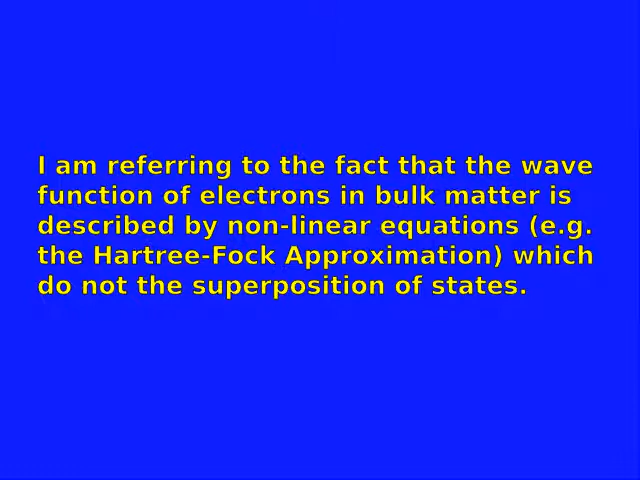 I am referring to the fact that the wave
function of electrons in bulk matter is
described by non-linear equations (e.g.
the Hartree-Fock Approximation) which
do not the superposition of states.